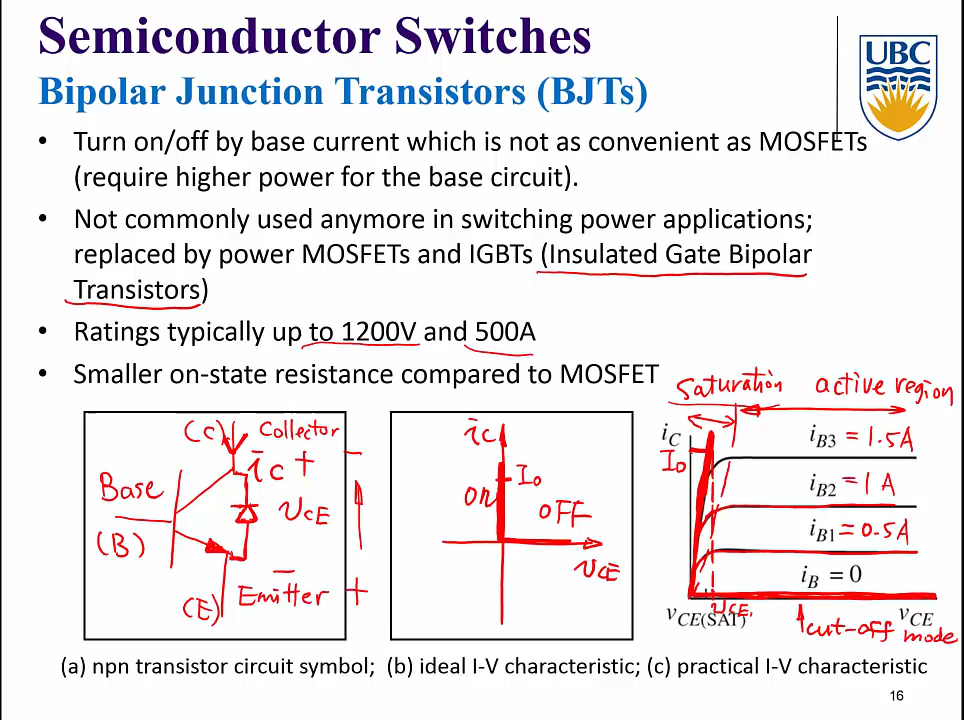 Semiconductor Switches
UBC
Bipolar Junction Transistors (BJTs)
• Turn on/off by base current which is not as convenient as MOSFETs
(require higher power for the base circuit).
• Not commonly used anymore in switching power applications;
replaced by power MOSFETs and IGBTs (Insulated Gate Bipolar
Transistors)
• Ratings typically up to 1200V and 500A
• Smaller on-state resistance compared to MOSFET
(C) Collector
ic +
Base
VCE
(B)
−
(E) Emitter
−
+
ic
Io
ON
OFF
VCE
Saturation active region
iC
Io
iB3 = 1.5A
iB2 = 1 A
iB1 = 0.5A
iB = 0
VCE
vCE(SAT)
vCE
cut-off mode
(a) npn transistor circuit symbol; (b) ideal I-V characteristic; (c) practical I-V characteristic
16